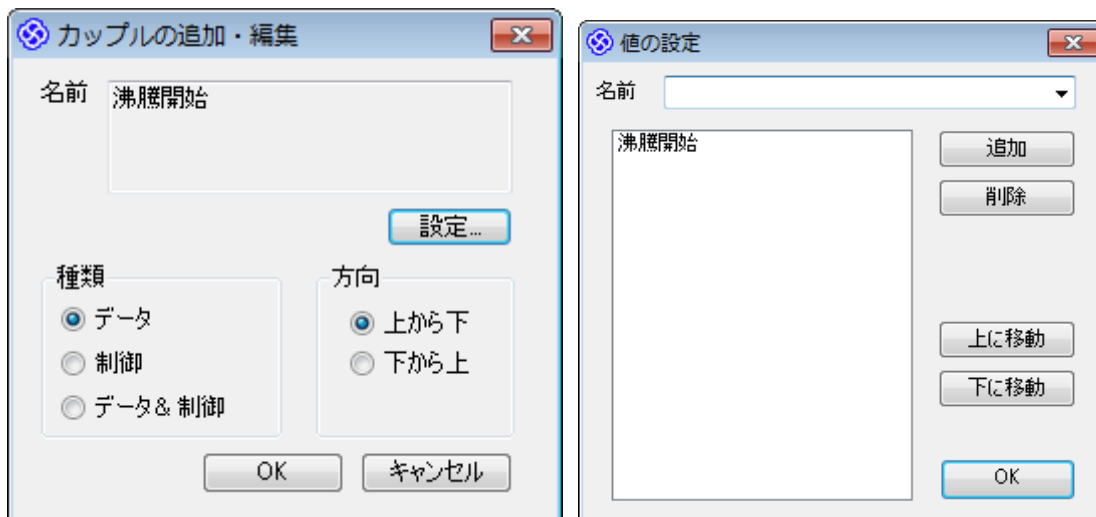 カップルの追加・編集
名前
沸騰開始
設定...
種類
データ
制御
データ& 制御
方向
上から下
下から上
OK
キャンセル
値の設定
名前
沸騰開始
追加
削除
上に移動
下に移動
OK